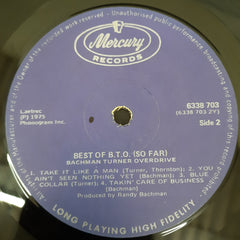 Mercury
RECORDS
Laetrec
(P) 1975
Phonogram Inc.
6338 703
(6338 703 2Y)
Side 2
BEST OF B.T.O. (SO FAR)
BACHMAN TURNER OVERDRIVE
1. TAKE IT LIKE A MAN (Turner, Thornton) 2. YOU
AIN'T SEEN NOTHING YET (Bachman) 3. BLUE
COLLAR (Turner) 4. TAKIN' CARE OF BUSINESS
(Bachman)
Produced by Randy Bachman
LONG PLAYING HIGH FIDELITY